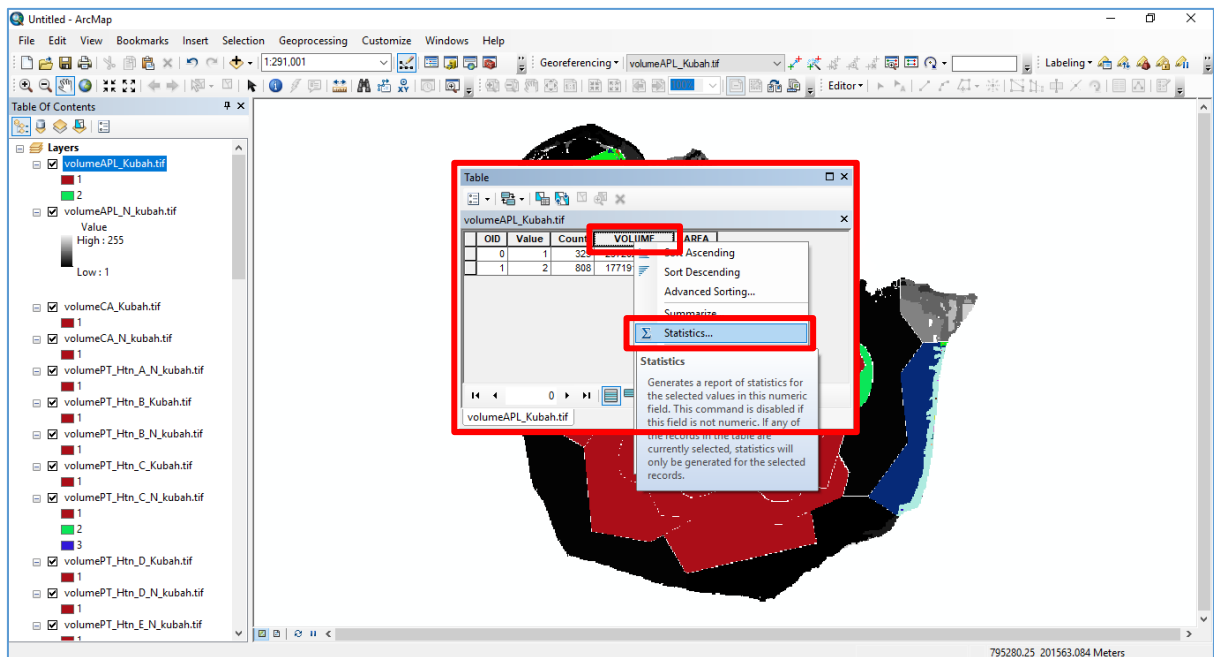 Untitled - ArcMap
File Edit View Bookmarks Insert Selection Geoprocessing Customize Windows Help
1:291.001
Georeferencing
volumeAPL_Kubah.tif
Labeling
Editor
Table Of Contents
Layers
volumeAPL_Kubah.tif
1
2
volumeAPL_N_kubah.tif
Value
High : 255
Low : 1
volumeCA_Kubah.tif
1
volumeCA_N_kubah.tif
1
volumePT_Htn_A_N_kubah.tif
1
volumePT_Htn_B_Kubah.tif
1
volumePT_Htn_B_N_kubah.tif
1
volumePT_Htn_C_Kubah.tif
1
volumePT_Htn_C_N_kubah.tif
1
2
3
volumePT_Htn_D_Kubah.tif
1
volumePT_Htn_D_N_kubah.tif
1
volumePT_Htn_E_N_kubah.tif
1
Table
volumeAPL_Kubah.tif
OID Value Count VOLUME AREA
0 1
1 2 808
Sort Ascending
Sort Descending
Advanced Sorting...
Summarize
Σ Statistics...
Statistics
Generates a report of statistics for
the selected values in this numeric
field. This command is disabled if
this field is not numeric. If any of
the records in the table are
currently selected, statistics will
only be generated for the selected
records.
0
volumeAPL_Kubah.tif
795280.25 201563.084 Meters